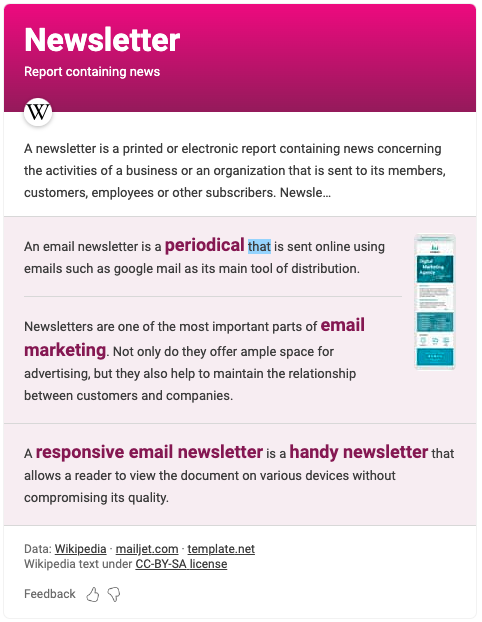 Newsletter
Report containing news
W
A newsletter is a printed or electronic report containing news concerning
the activities of a business or an organization that is sent to its members,
customers, employees or other subscribers. Newsle...
An email newsletter is a periodical that is sent online using
emails such as google mail as its main tool of distribution.
Digital
Marketing
Agency
Newsletters are one of the most important parts of email
marketing. Not only do they offer ample space for
advertising, but they also help to maintain the relationship
between customers and companies.
A responsive email newsletter is a handy newsletter that
allows a reader to view the document on various devices without
compromising its quality.
Data: Wikipedia · mailjet.com · template.net
Wikipedia text under CC-BY-SA license
Feedback